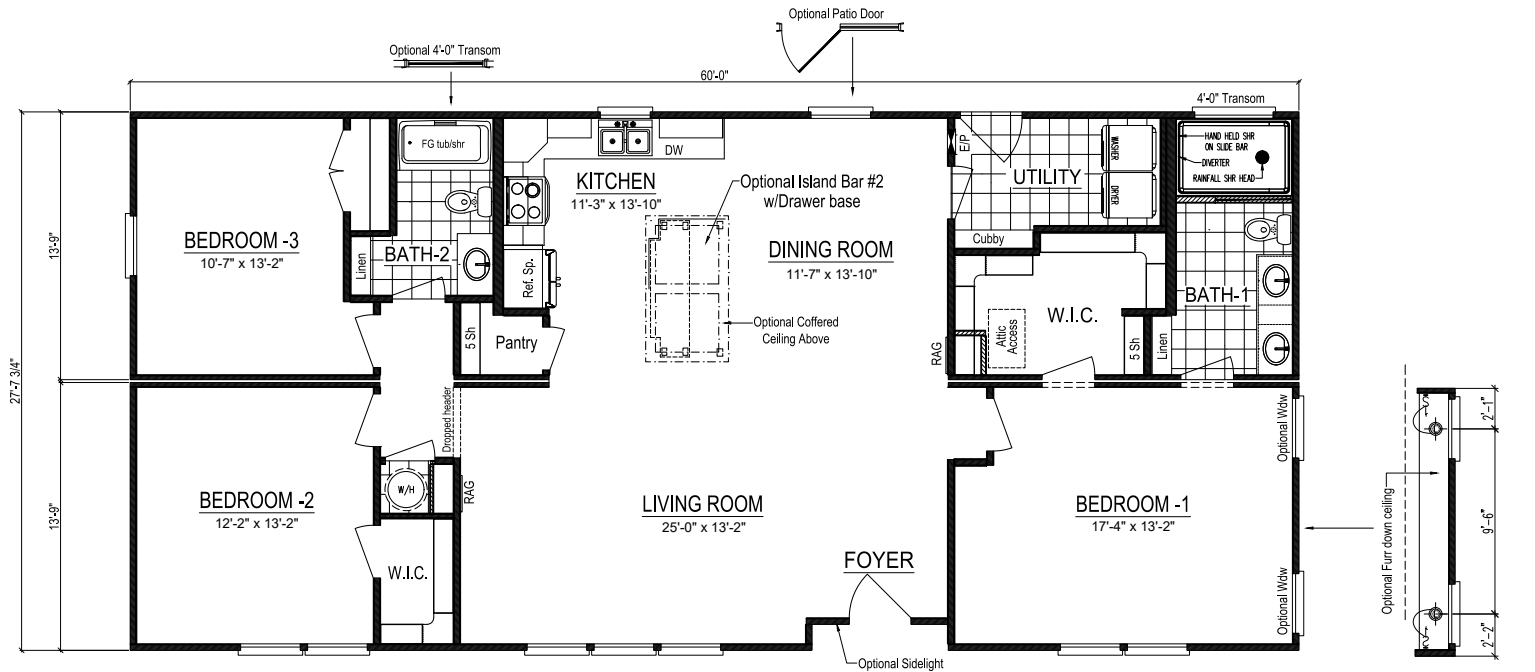 Optional Patio Door
Optional 4'-0" Transom
60'-0"
4'-0" Transom
HAND HELD SHR
ON SLIDE BAR
DIVERTER
RAINFALL SHR HEAD
FG tub/shr
DW
E/P
WASHER
DRYER
UTILITY
KITCHEN
11'-3" x 13'-10"
Optional Island Bar #2
w/Drawer base
DINING ROOM
11'-7" x 13'-10"
Cubby
BEDROOM -3
10'-7" x 13'-2"
Linen
BATH-2
Ref. Sp.
13'-9"
27'-7 3/4"
5 Sh
Pantry
Optional Coffered
Ceiling Above
RAG
Attic
Access
W.I.C.
5 Sh
Linen
BATH-1
Dropped header
W/H
RAG
BEDROOM -2
12'-2" x 13'-2"
13'-9"
W.I.C.
LIVING ROOM
25'-0" x 13'-2"
FOYER
Optional Sidelight
BEDROOM -1
17'-4" x 13'-2"
Optional Wdw
Optional Wdw
Optional Furr down ceiling
2'-1"
9'-6"
2'-2"